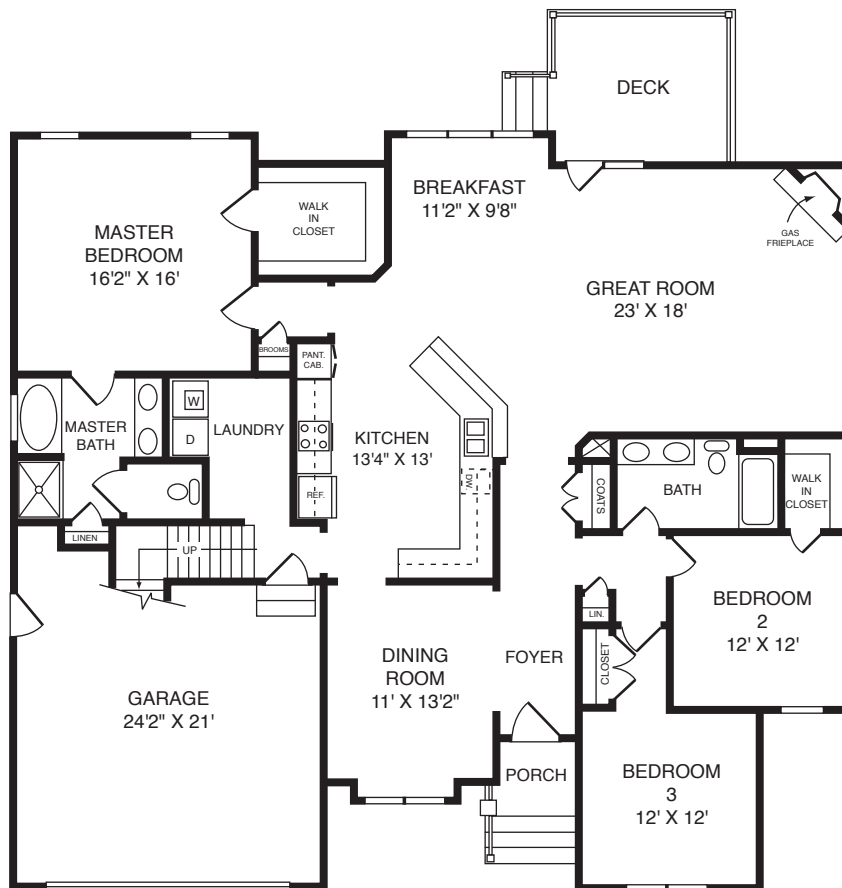 DECK
BREAKFAST
11'2" X 9'8"
WALK
IN
CLOSET
MASTER
BEDROOM
16'2" X 16'
GAS
FRIEPLACE
GREAT ROOM
23' X 18'
BROOMS
PANT.
CAB.
W
D
LAUNDRY
MASTER
BATH
KITCHEN
13'4" X 13'
REF.
DW.
COATS
BATH
WALK
IN
CLOSET
LINEN
UP
LIN.
BEDROOM
2
12' X 12'
CLOSET
FOYER
DINING
ROOM
11' X 13'2"
GARAGE
24'2" X 21'
PORCH
BEDROOM
3
12' X 12'